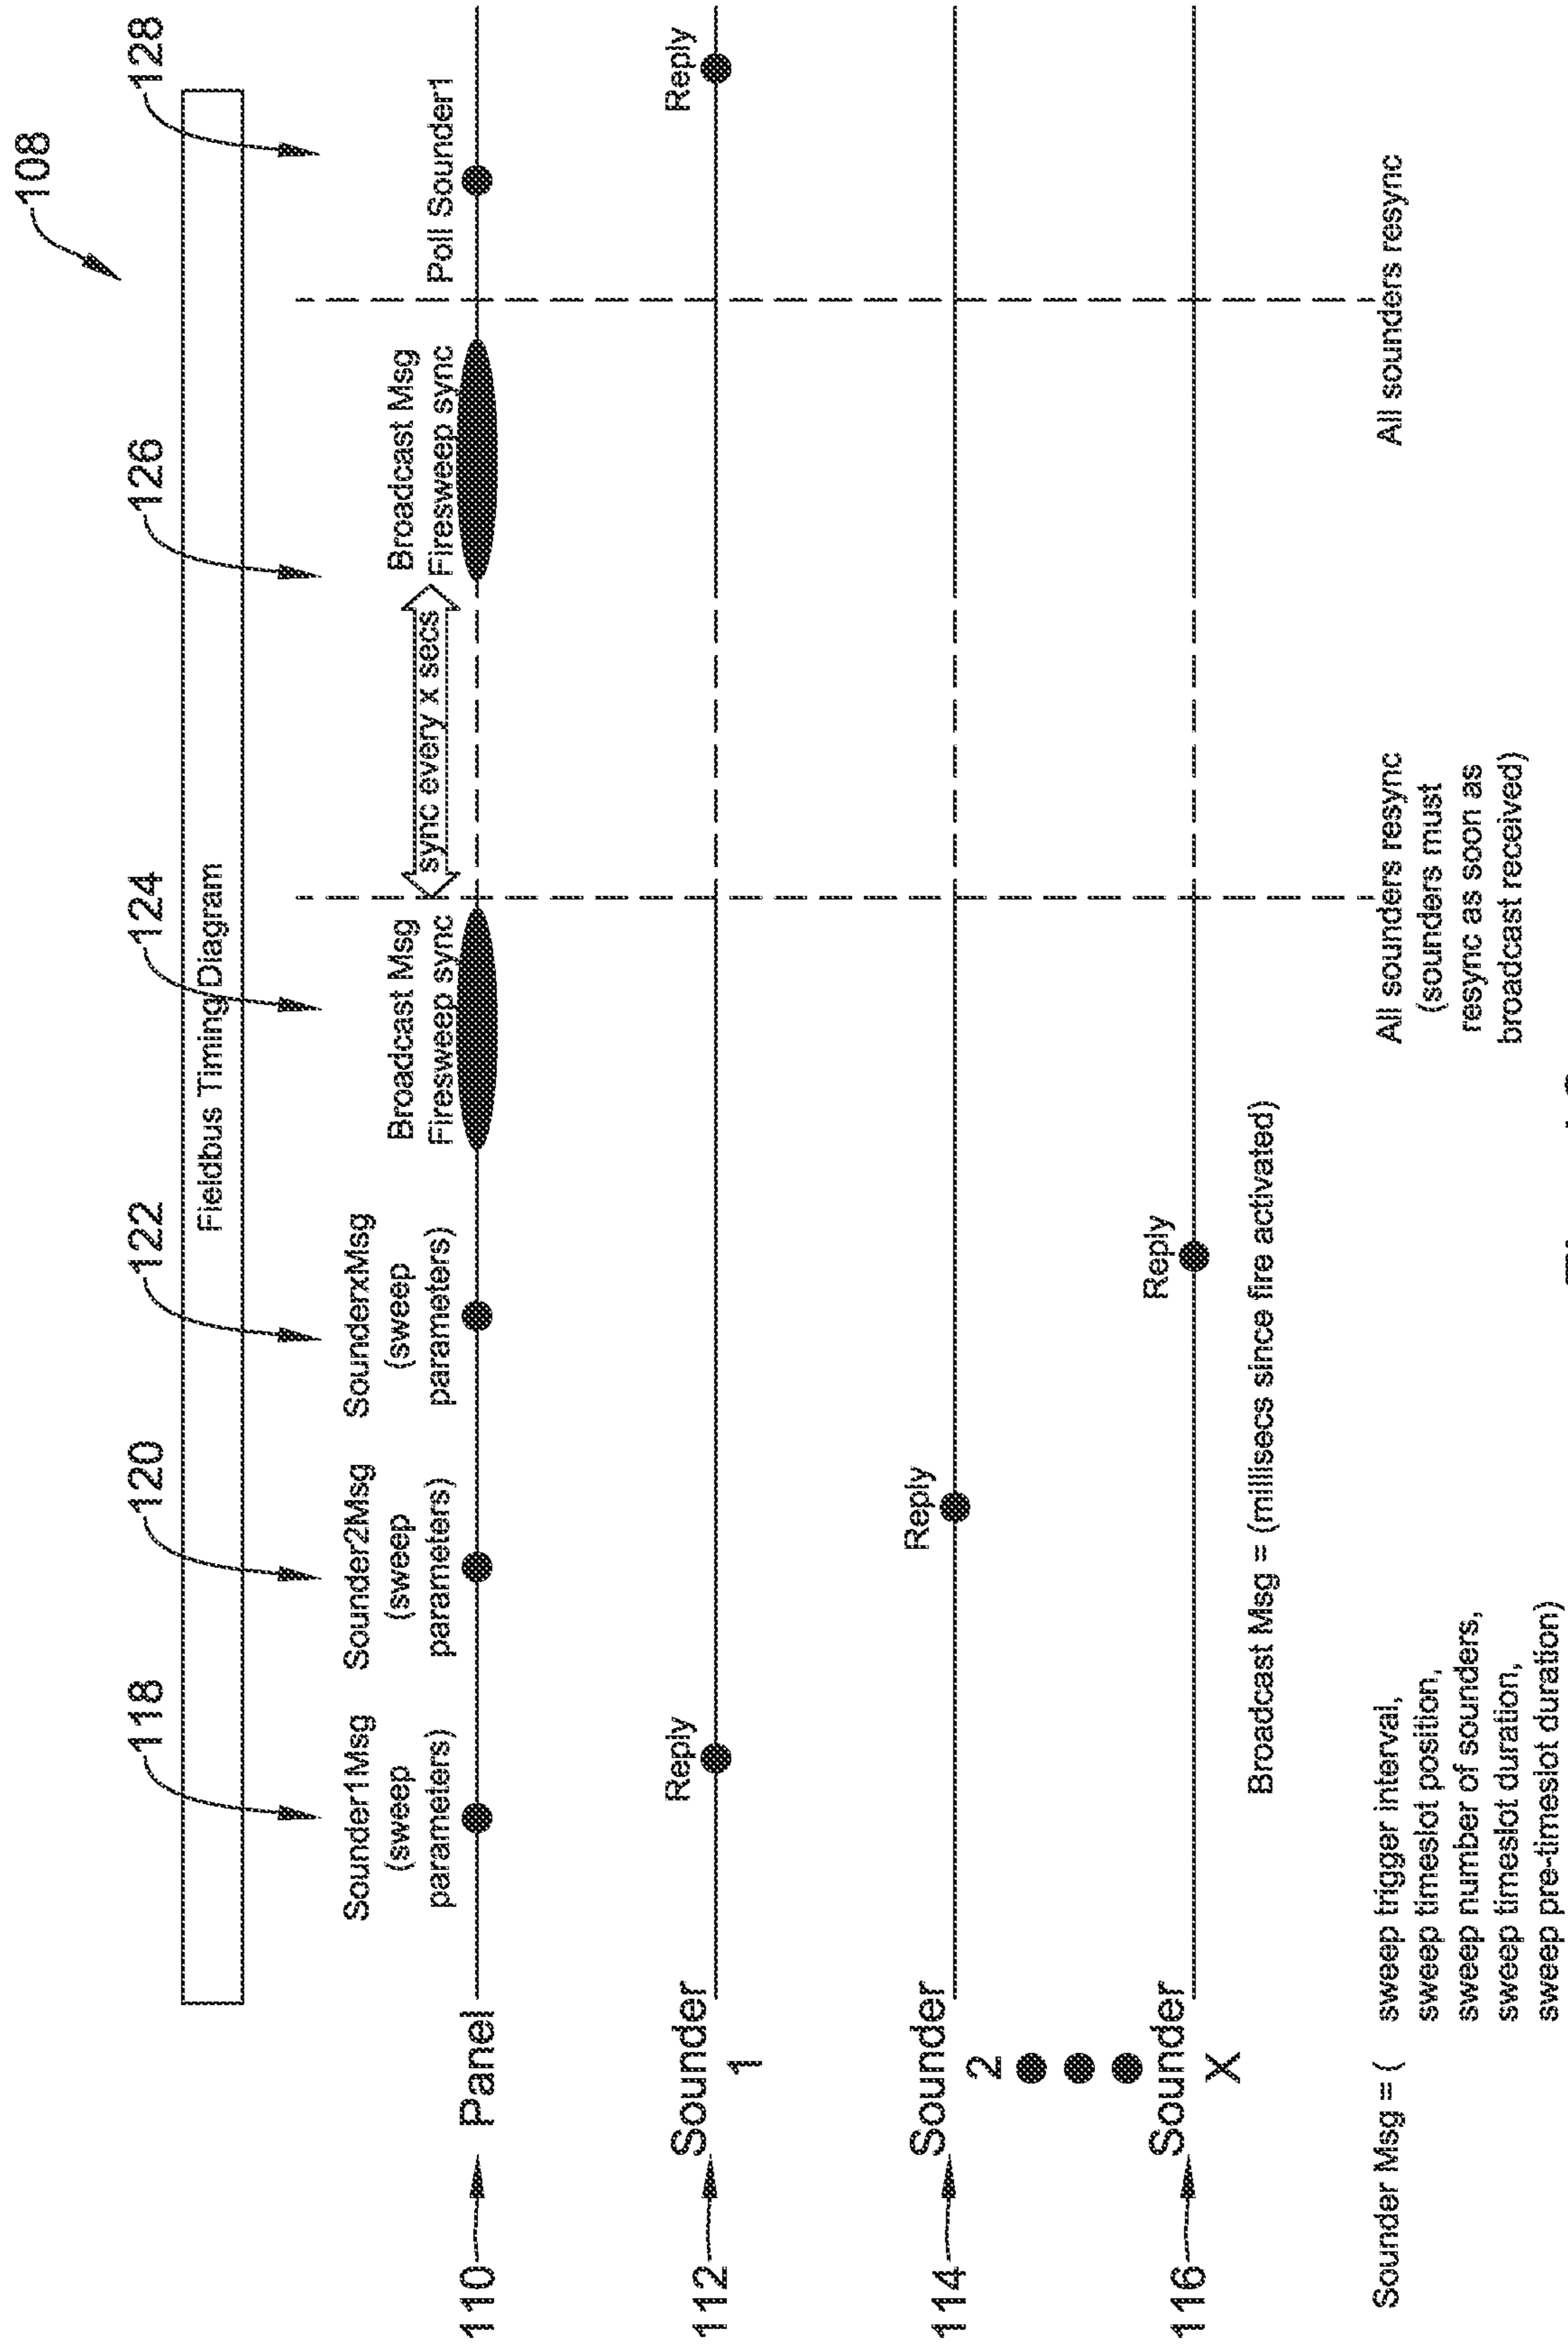 108
118
120
122
124
126
128
Fieldbus Timing Diagram
Sounder1Msg
(sweep
parameters)
Sounder2Msg
(sweep
parameters)
SounderxMsg
(sweep
parameters)
Broadcast Msg
Firesweep sync
sync every x secs
Broadcast Msg
Firesweep sync
Poll Sounder1
110
Panel
112
Sounder
1
Reply
Reply
114
Sounder
2
Reply
116
Sounder
X
Reply
Broadcast Msg = (millisecs since fire activated)
Sounder Msg = (
sweep trigger interval,
sweep timeslot position,
sweep number of sounders,
sweep timeslot duration,
sweep pre-timeslot duration)
All sounders resync
(sounders must
resync as soon as
broadcast received)
All sounders resync